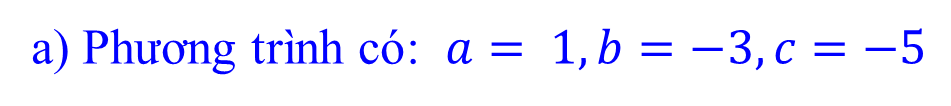 a) Phương trình có: a = 1, b = −3, c = −5